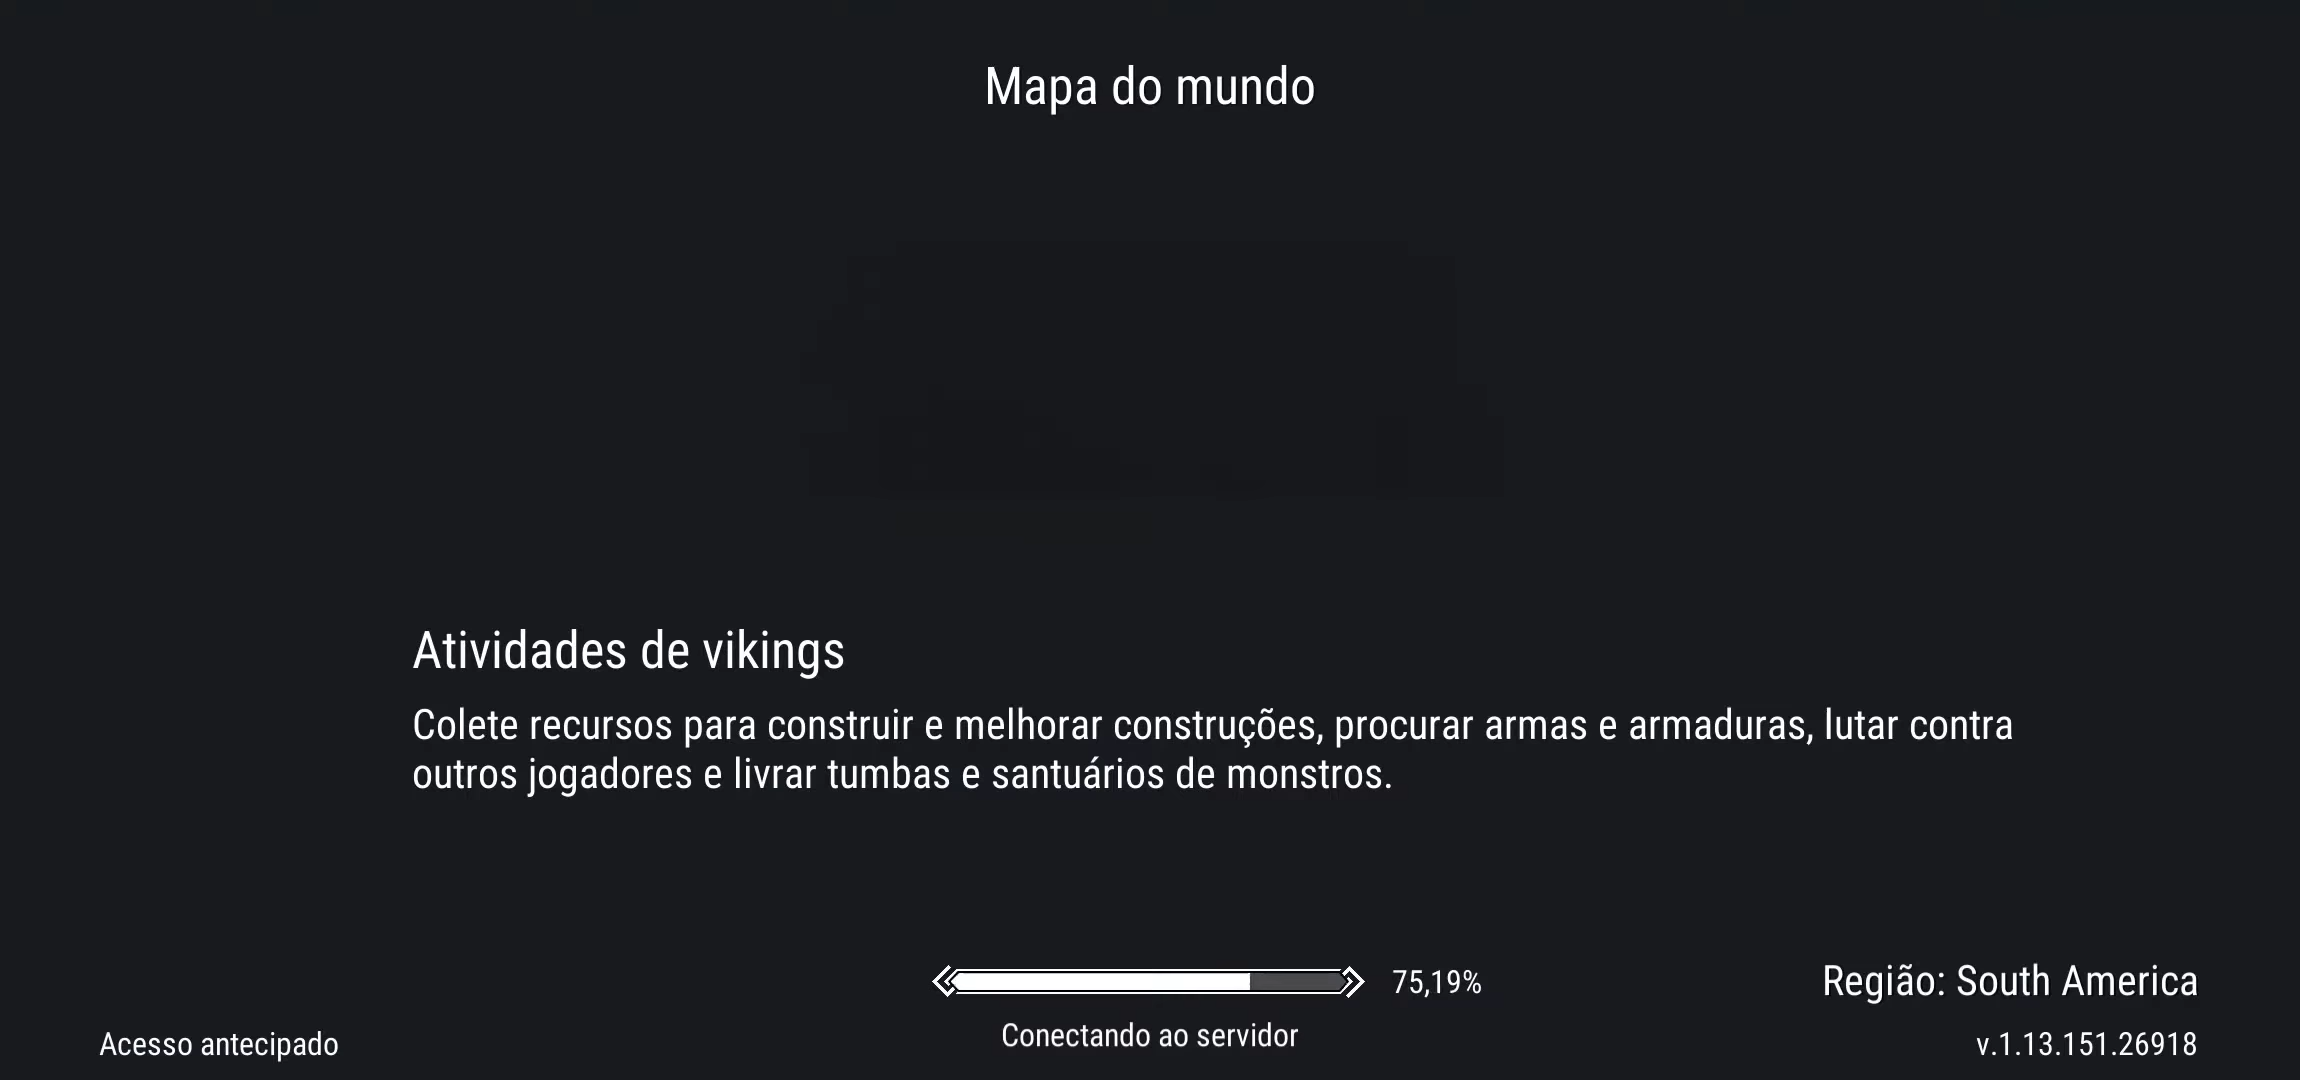 Mapa do mundo
Atividades de vikings
Colete recursos para construir e melhorar construções, procurar armas e armaduras, lutar contra
outros jogadores e livrar tumbas e santuários de monstros.
75,19%
Região: South America
Conectando ao servidor
Acesso antecipado
v.1.13.151.26918